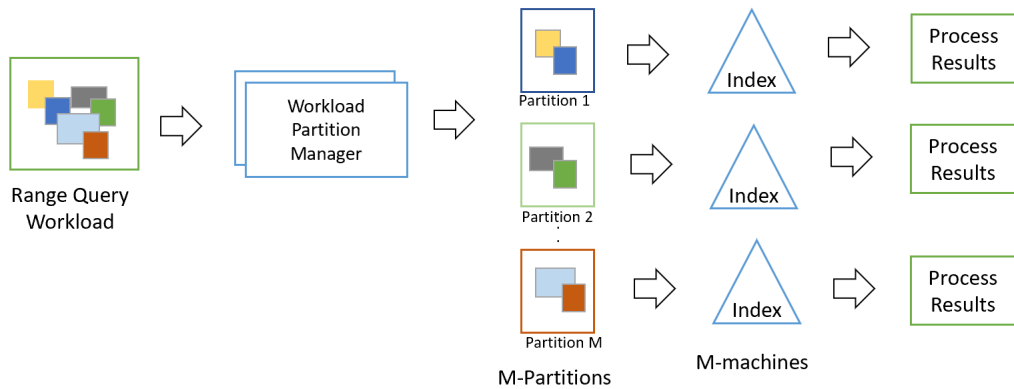 Range Query
Workload
Workload
Partition
Manager
Partition 1
Index
Process
Results
Partition 2
.
.
Index
Process
Results
Partition M
Index
Process
Results
M-Partitions
M-machines